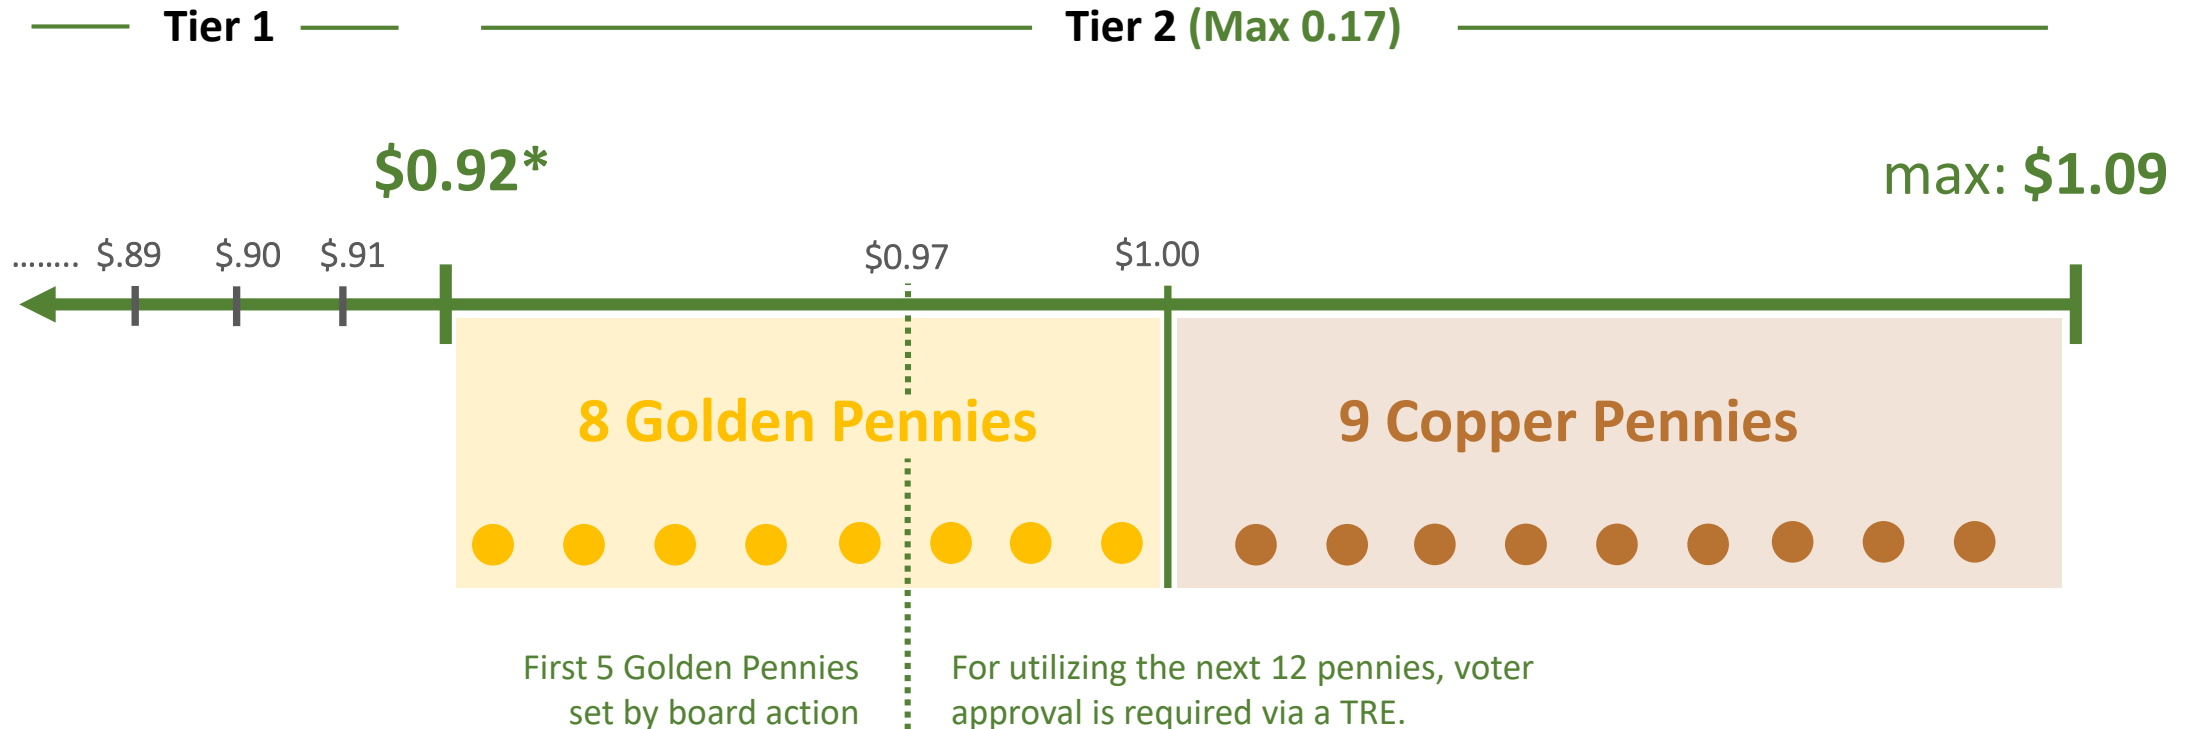 Tier 1
Tier 2 (Max 0.17)
$0.92*
max: $1.09
........ $.89 $.90 $.91
$0.97
$1.00
8 Golden Pennies
9 Copper Pennies
First 5 Golden Pennies
set by board action
For utilizing the next 12 pennies, voter
approval is required via a TRE.